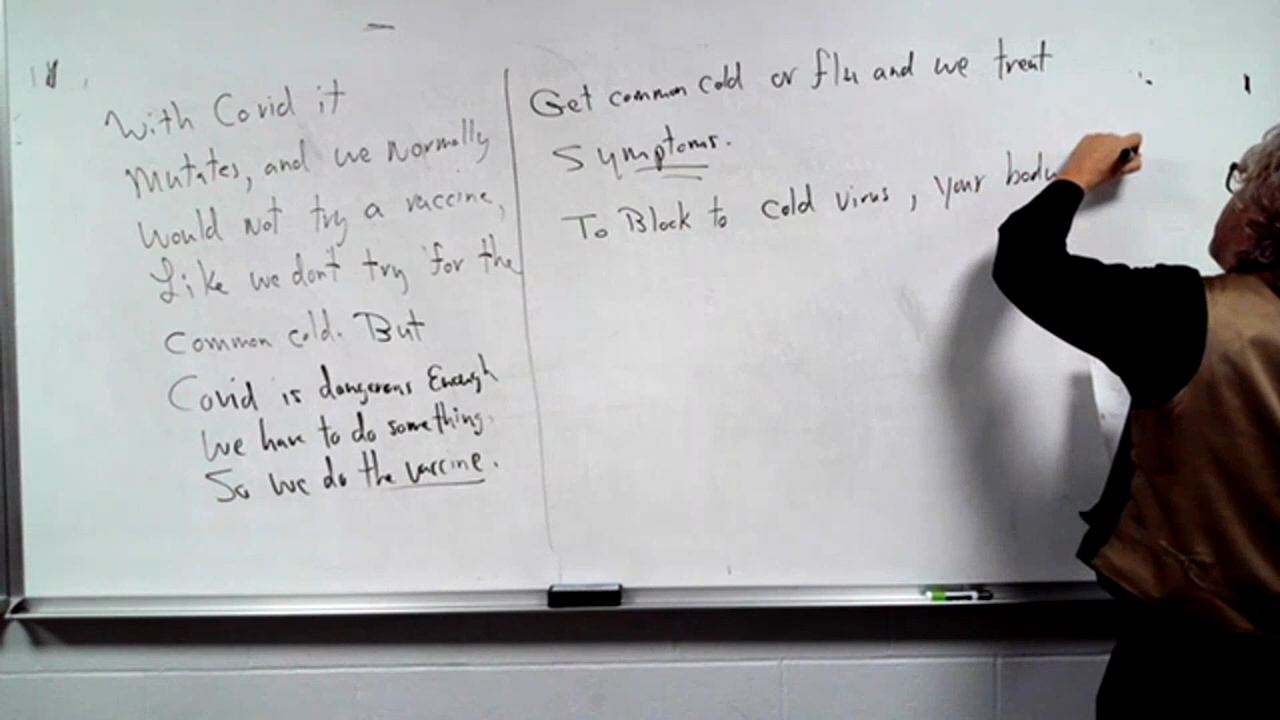 With Covid it
Mutates, and we normally
Would not try a vaccine,
Like we don't try for the
Common cold. But
Covid is dangerous Enough
We have to do something.
So we do the vaccine.
Get common cold or flu and we treat
Symptoms.
To Block to cold virus, your body